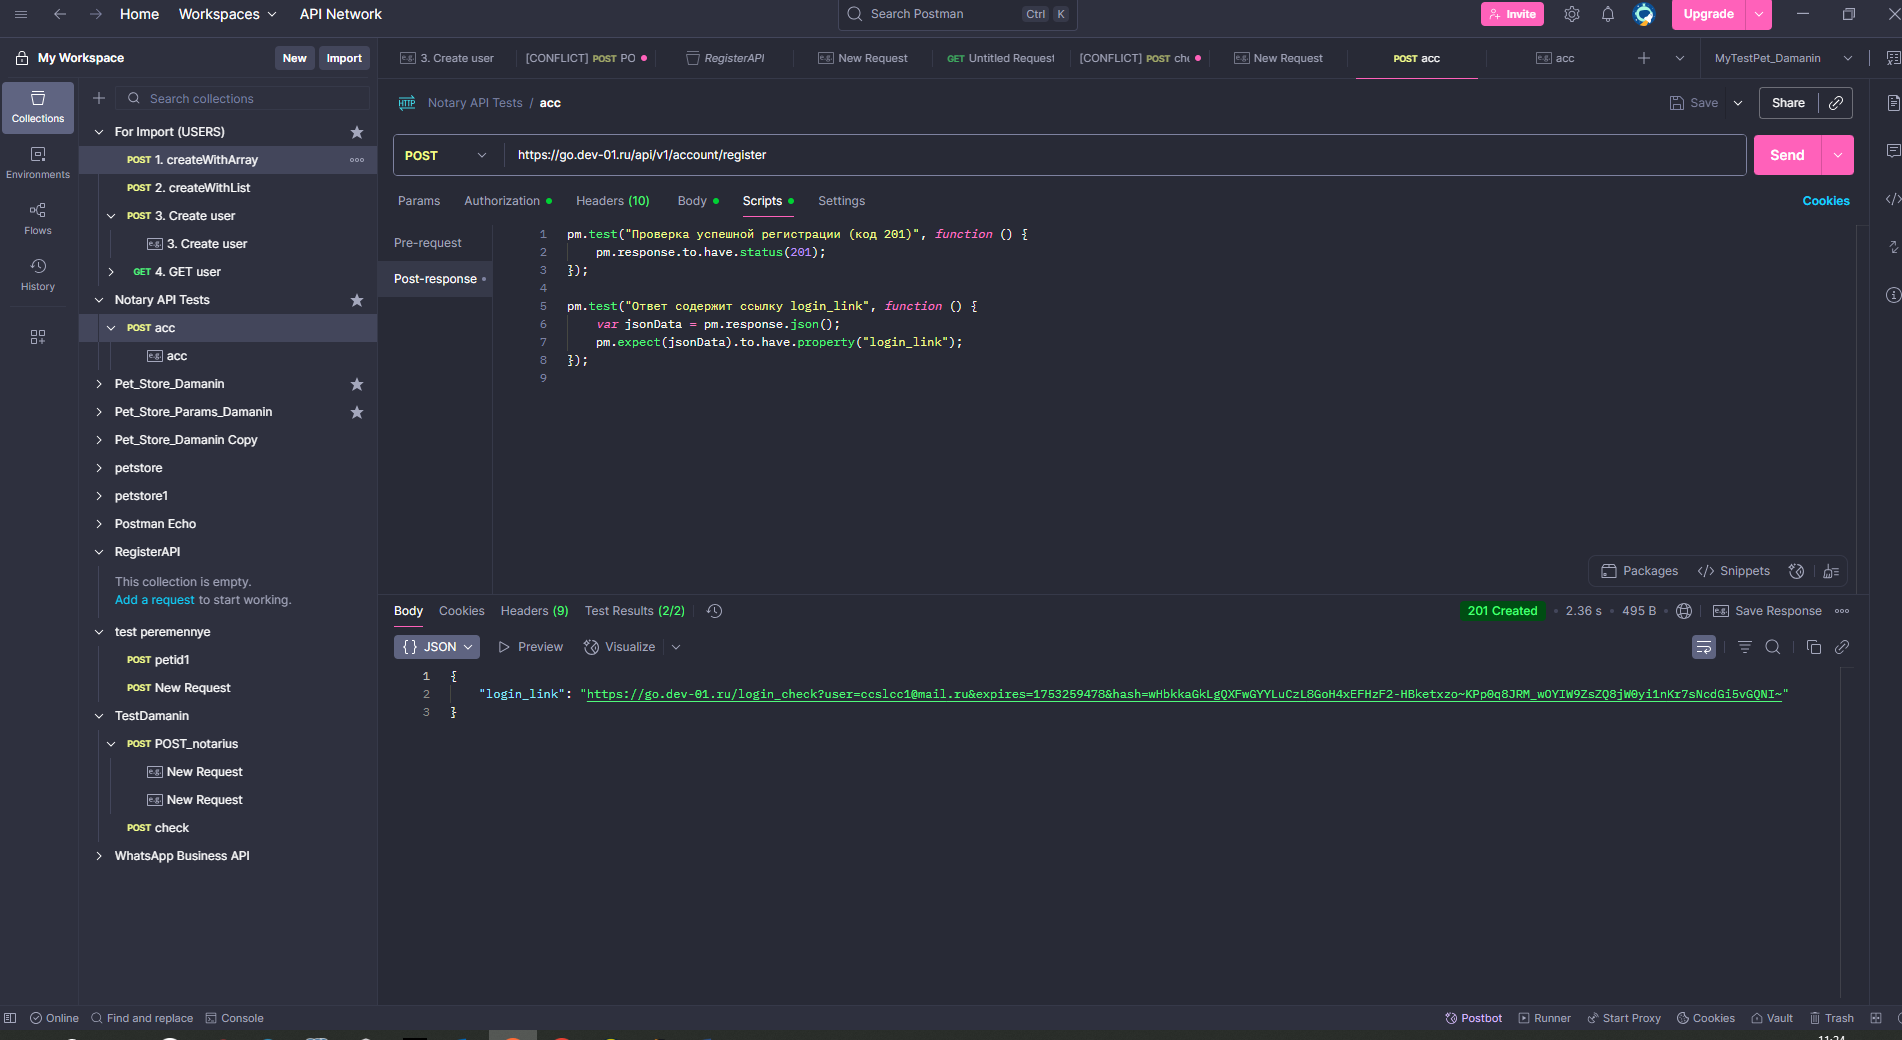 Home Workspaces API Network Search Postman Ctrl K Invite Upgrade
My Workspace New Import
3. Create user [CONFLICT] POST PO RegisterAPI New Request GET Untitled Request [CONFLICT] POST che New Request POST acc acc MyTestPet_Damanin
Collections
Environments
Flows
History
Search collections
For Import (USERS)
POST 1. createWithArray
POST 2. createWithList
POST 3. Create user
e.g. 3. Create user
GET 4. GET user
Notary API Tests
POST acc
e.g. acc
Pet_Store_Damanin
Pet_Store_Params_Damanin
Pet_Store_Damanin Copy
petstore
petstore1
Postman Echo
RegisterAPI
This collection is empty.
Add a request to start working.
test peremennye
POST petid1
POST New Request
TestDamanin
POST POST_notarius
e.g. New Request
e.g. New Request
POST check
WhatsApp Business API
HTTP Notary API Tests / acc Save Share
POST https://go.dev-01.ru/api/v1/account/register Send
Params Authorization Headers (10) Body Scripts Settings Cookies
Pre-request
Post-response
1 pm.test("Проверка успешной регистрации (код 201)", function () {
2 pm.response.to.have.status(201);
3 });
4
5 pm.test("Ответ содержит ссылку login_link", function () {
6 var jsonData = pm.response.json();
7 pm.expect(jsonData).to.have.property("login_link");
8 });
9
Packages Snippets
Body Cookies Headers (9) Test Results (2/2) 201 Created 2.36 s 495 B e.g. Save Response
{} JSON Preview Visualize
1 {
2 "login_link": "https://go.dev-01.ru/login_check?user=ccslcc1@mail.ru&expires=1753259478&hash=wHbkkaGkLgQXFwGYYLuCzL8GoH4xEFHzF2-HBketxzo~KPp0q8JRM_wOYIW9ZsZQ8jW0yi1nKr7sNcdGi5vGQNI~"
3 }
Online Find and replace Console Postbot Runner Start Proxy Cookies Vault Trash